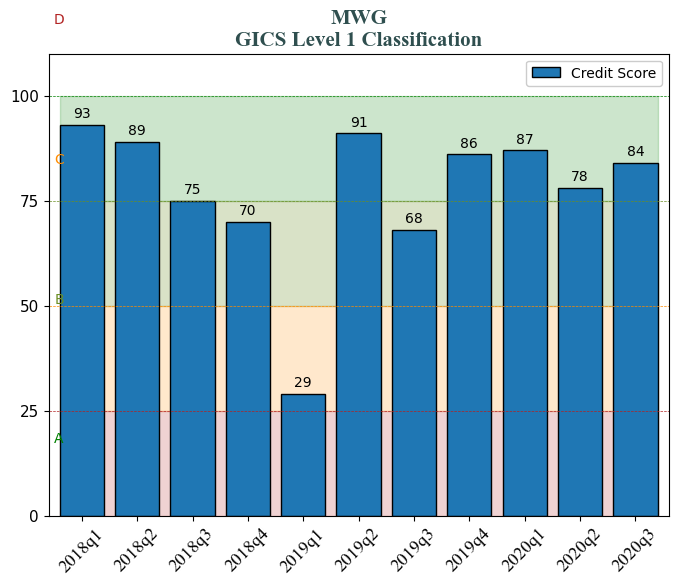 D
MWG
GICS Level 1 Classification
Credit Score
100
93
89
91
86
87
84
C
78
75
75
70
68
B
50
29
25
A
0
2018q1
2018q2
2018q3
2018q4
2019q1
2019q2
2019q3
2019q4
2020q1
2020q2
2020q3